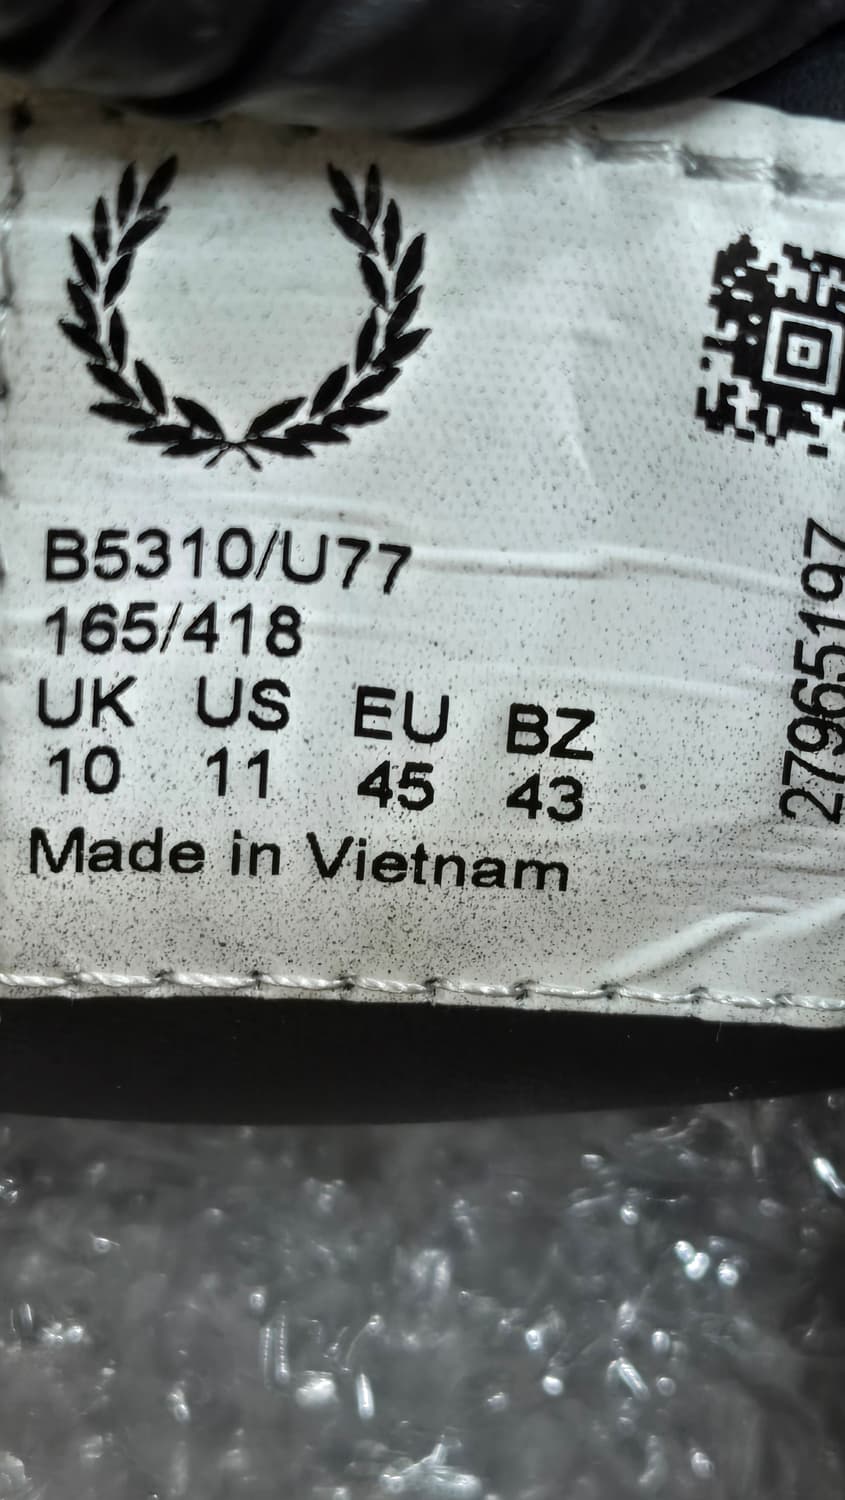 B5310/U77
165/418
UK US EU BZ
10 11 45 43
Made in Vietnam
27965197